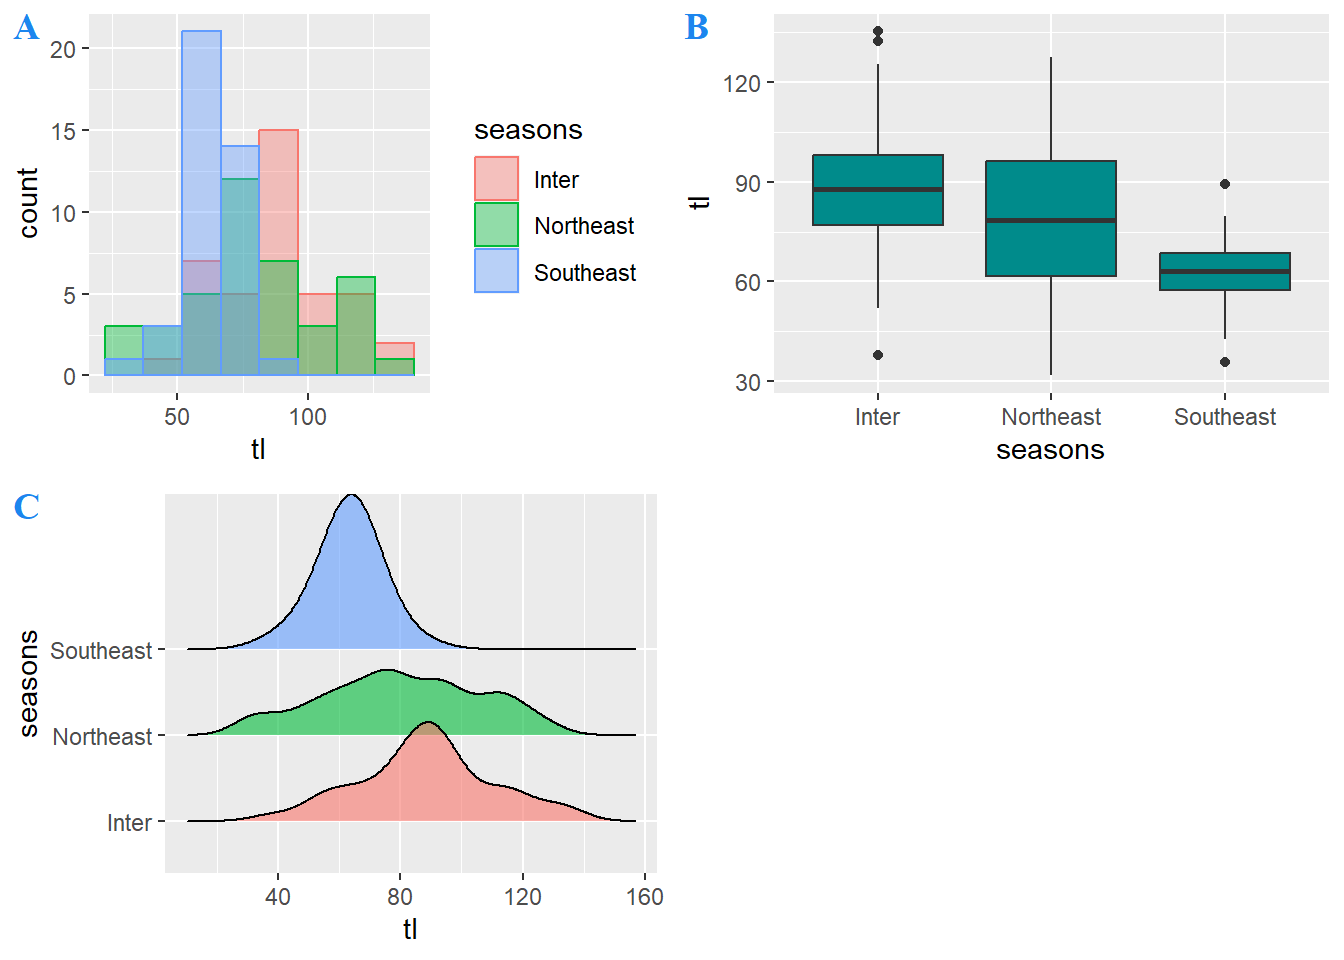 A
20
15
10
5
0
count
50 100
tl
seasons
Inter
Northeast
Southeast
B
120
90
60
30
tl
Inter Northeast Southeast
seasons
C
Southeast
Northeast
Inter
seasons
40 80 120 160
tl